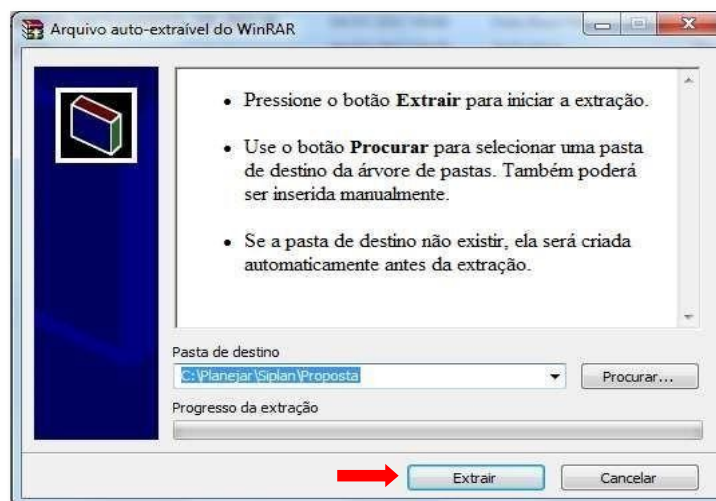 Arquivo auto-extraível do WinRAR
• Pressione o botão Extrair para iniciar a extração.
• Use o botão Procurar para selecionar uma pasta
de destino da árvore de pastas. Também poderá
ser inserida manualmente.
• Se a pasta de destino não existir, ela será criada
automaticamente antes da extração.
Pasta de destino
C:\Planejar\Siplan\Proposta
Procurar...
Progresso da extração
Extrair
Cancelar